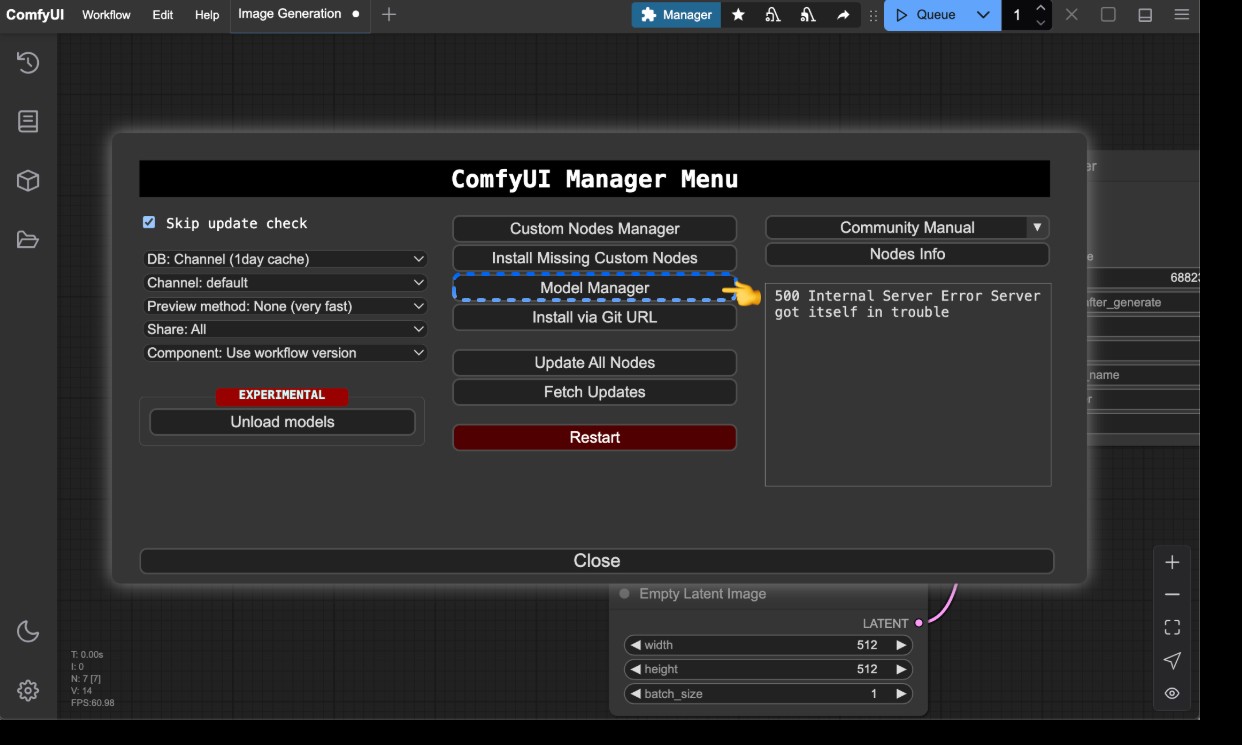 ComfyUI Workflow Edit Help Image Generation Manager Queue 1
ComfyUI Manager Menu
Skip update check
DB: Channel (1day cache)
Channel: default
Preview method: None (very fast)
Share: All
Component: Use workflow version
EXPERIMENTAL
Unload models
Custom Nodes Manager
Install Missing Custom Nodes
Model Manager
Install via Git URL
Update All Nodes
Fetch Updates
Restart
Community Manual
Nodes Info
500 Internal Server Error Server
got itself in trouble
Close
er
e
68823
after_generate
_name
r
Empty Latent Image
LATENT
width 512
height 512
batch_size 1
T: 0.00s
I: 0
N: 7 [7]
V: 14
FPS:60.98